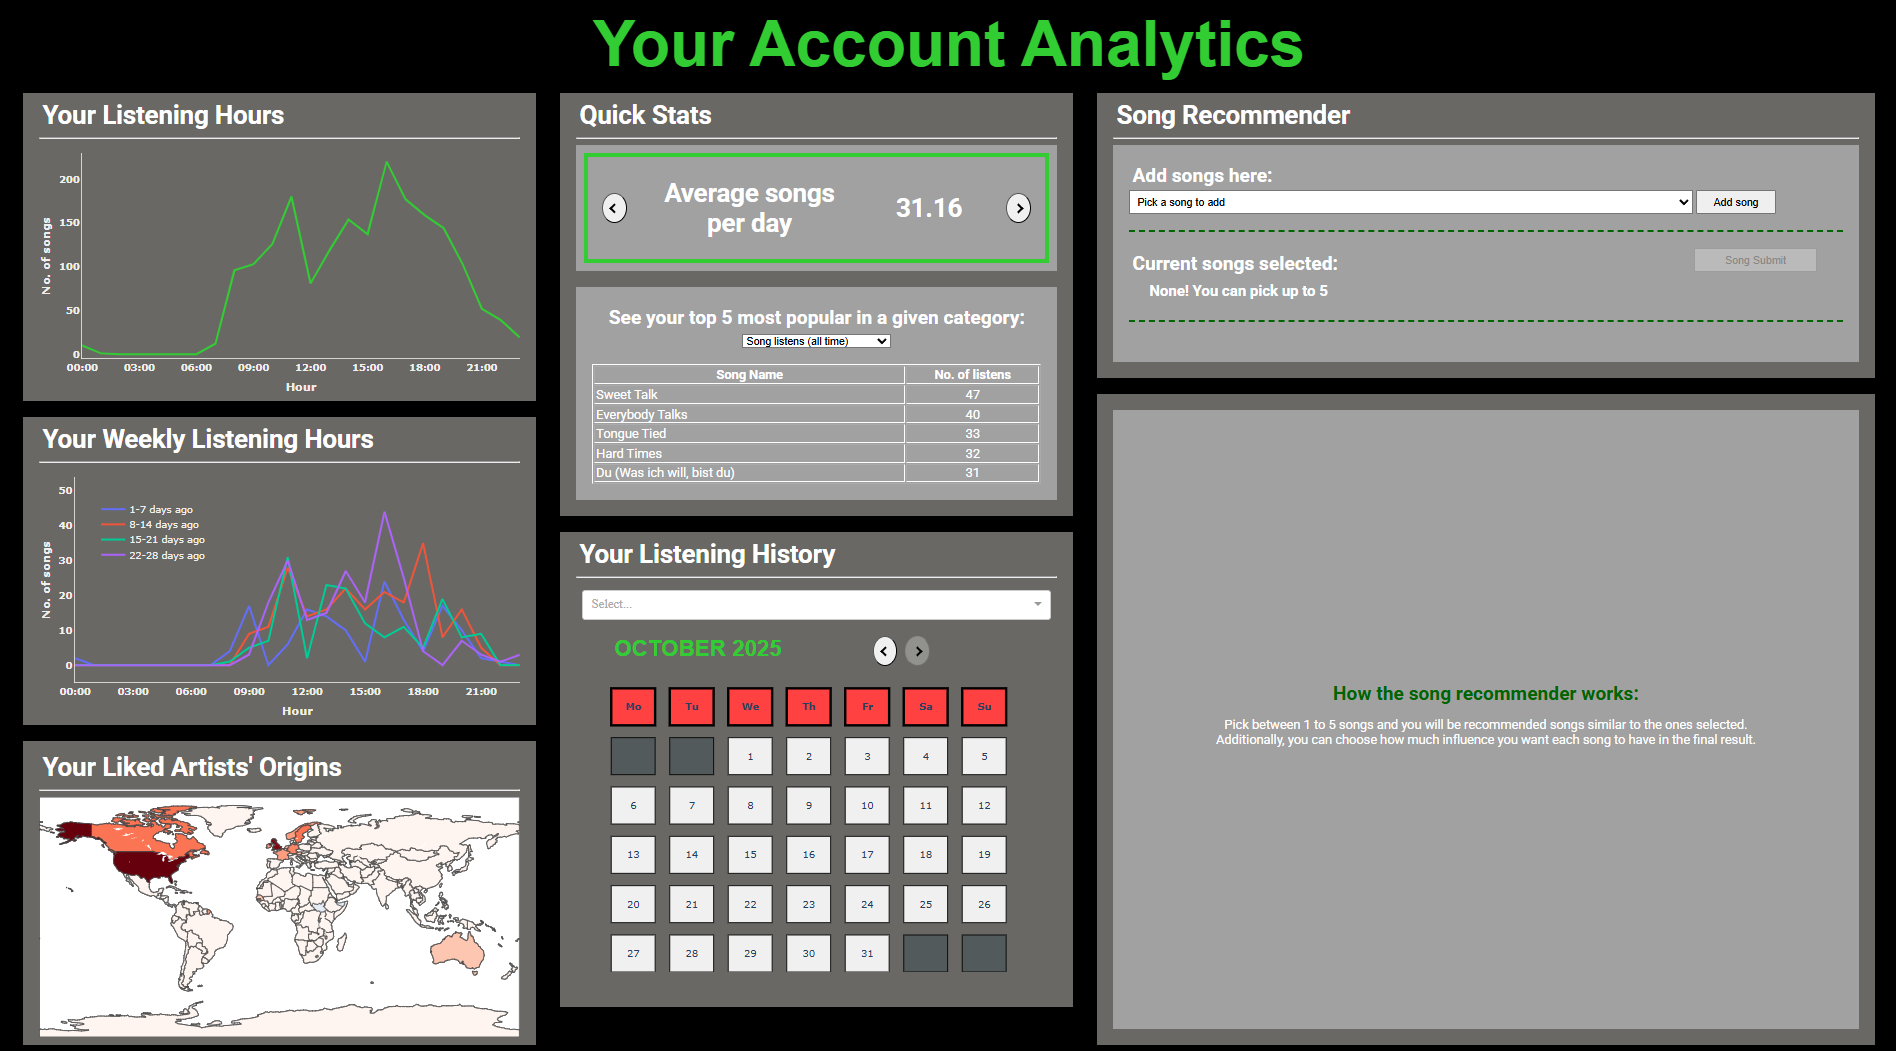 Your Account Analytics
Your Listening Hours
200
150
100
50
0
No. of songs
00:00 03:00 06:00 09:00 12:00 15:00 18:00 21:00
Hour
Your Weekly Listening Hours
50
40
30
20
10
0
No. of songs
1-7 days ago
8-14 days ago
15-21 days ago
22-28 days ago
00:00 03:00 06:00 09:00 12:00 15:00 18:00 21:00
Hour
Your Liked Artists' Origins
Quick Stats
Average songs
per day
31.16
See your top 5 most popular in a given category:
Song listens (all time)
Song Name No. of listens
Sweet Talk 47
Everybody Talks 40
Tongue Tied 33
Hard Times 32
Du (Was ich will, bist du) 31
Your Listening History
Select...
OCTOBER 2025
Mo Tu We Th Fr Sa Su
1 2 3 4 5
6 7 8 9 10 11 12
13 14 15 16 17 18 19
20 21 22 23 24 25 26
27 28 29 30 31
Song Recommender
Add songs here:
Pick a song to add
Add song
Current songs selected:
Song Submit
None! You can pick up to 5
How the song recommender works:
Pick between 1 to 5 songs and you will be recommended songs similar to the ones selected.
Additionally, you can choose how much influence you want each song to have in the final result.